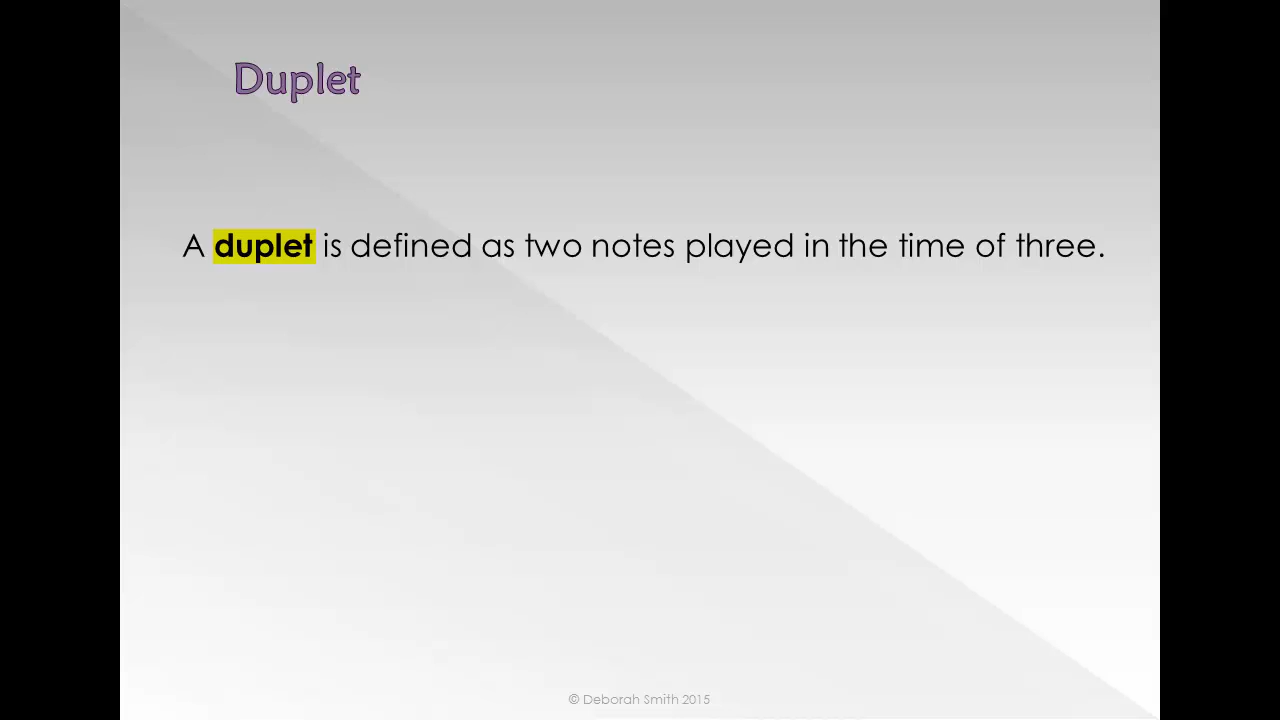 Duplet
A duplet is defined as two notes played in the time of three.
© Deborah Smith 2015